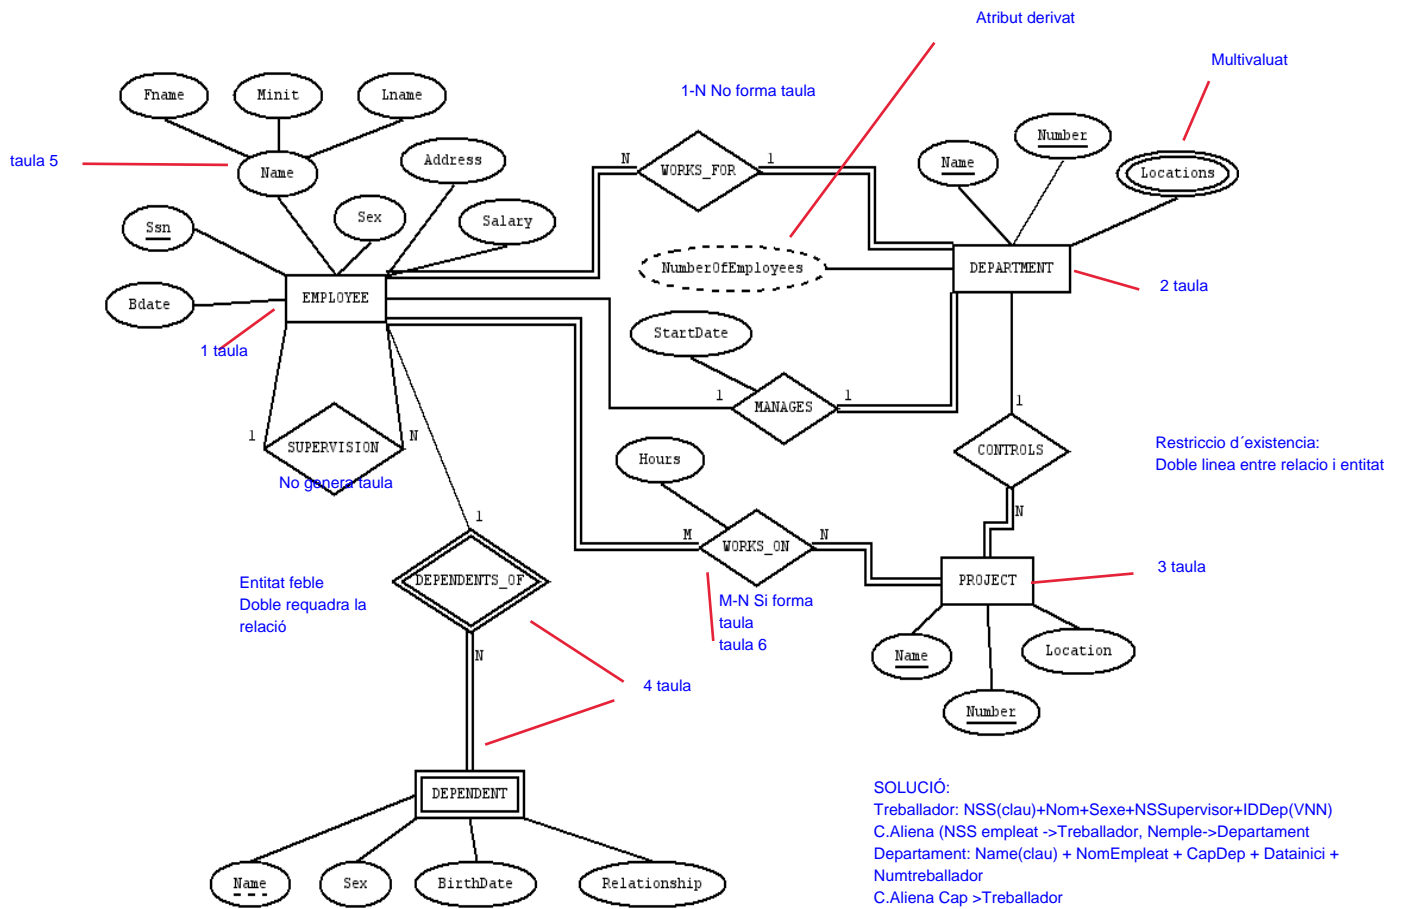 Atribut derivat
Multivaluat
1-N No forma taula
Fname
Minit
Lname
Address
Name
taula 5
Ssn
Sex
Salary
Bdate
EMPLOYEE
1 taula
N
WORKS_FOR
1
Name
Number
Locations
NumberOfEmployees
DEPARTMENT
2 taula
StartDate
1
MANAGES
1
1
SUPERVISION
N
No genera taula
1
CONTROLS
N
Restriccio d´existencia:
Doble linea entre relacio i entitat
Hours
M
WORKS_ON
N
M-N Si forma
taula
taula 6
PROJECT
3 taula
Name
Number
Location
1
DEPENDENTS_OF
N
Entitat feble
Doble requadra la
relació
4 taula
DEPENDENT
Name
Sex
BirthDate
Relationship
SOLUCIÓ:
Treballador: NSS(clau)+Nom+Sexe+NSSupervisor+IDDep(VNN)
C.Aliena (NSS empleat ->Treballador, Nemple->Departament
Departament: Name(clau) + NomEmpleat + CapDep + Datainici +
Numtreballador
C.Aliena Cap >Treballador